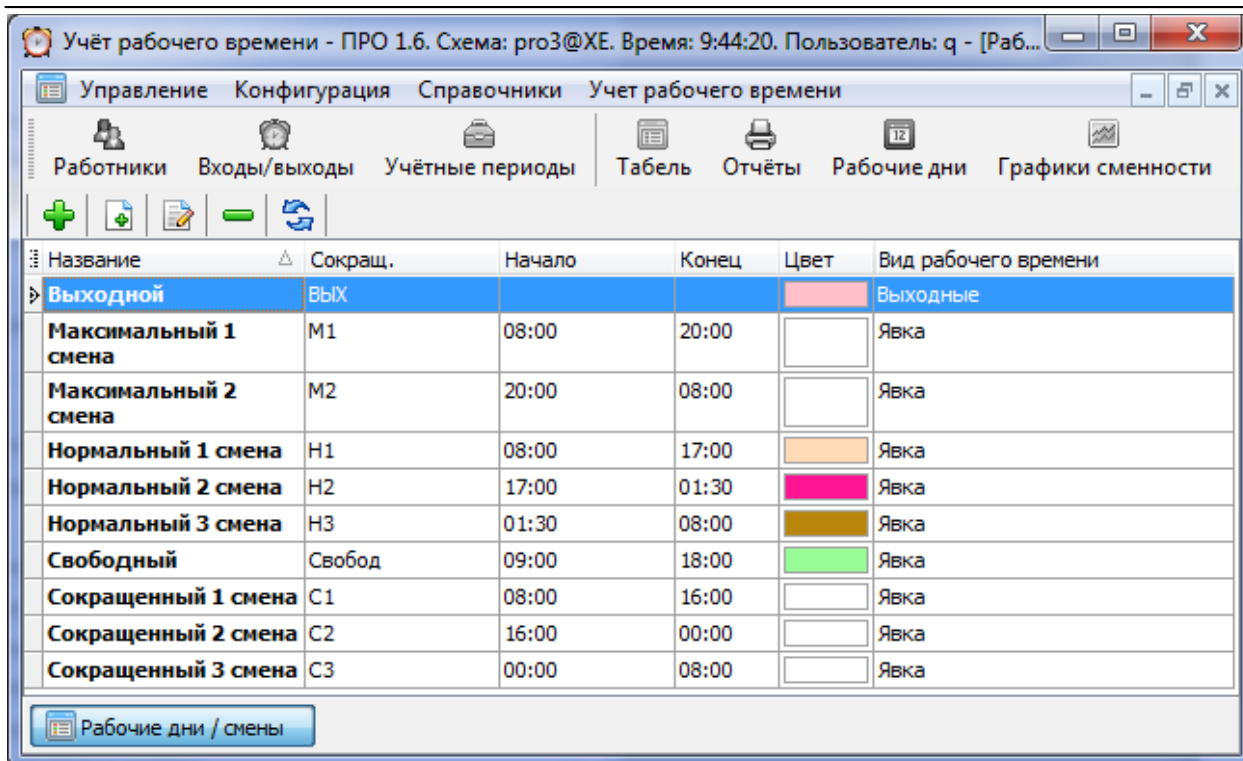 Учёт рабочего времени - ПРО 1.6. Схема: pro3@XE. Время: 9:44:20. Пользователь: q - [Раб...
Управление Конфигурация Справочники Учет рабочего времени
12
Работники Входы/выходы Учётные периоды Табель Отчёты Рабочие дни Графики сменности
Название Сокращ. Начало Конец Цвет Вид рабочего времени
Выходной ВЫХ Выходные
Максимальный 1 М1 08:00 20:00 Явка
смена
Максимальный 2 М2 20:00 08:00 Явка
смена
Нормальный 1 смена Н1 08:00 17:00 Явка
Нормальный 2 смена Н2 17:00 01:30 Явка
Нормальный 3 смена Н3 01:30 08:00 Явка
Свободный Свобод 09:00 18:00 Явка
Сокращенный 1 смена С1 08:00 16:00 Явка
Сокращенный 2 смена С2 16:00 00:00 Явка
Сокращенный 3 смена С3 00:00 08:00 Явка
Рабочие дни / смены